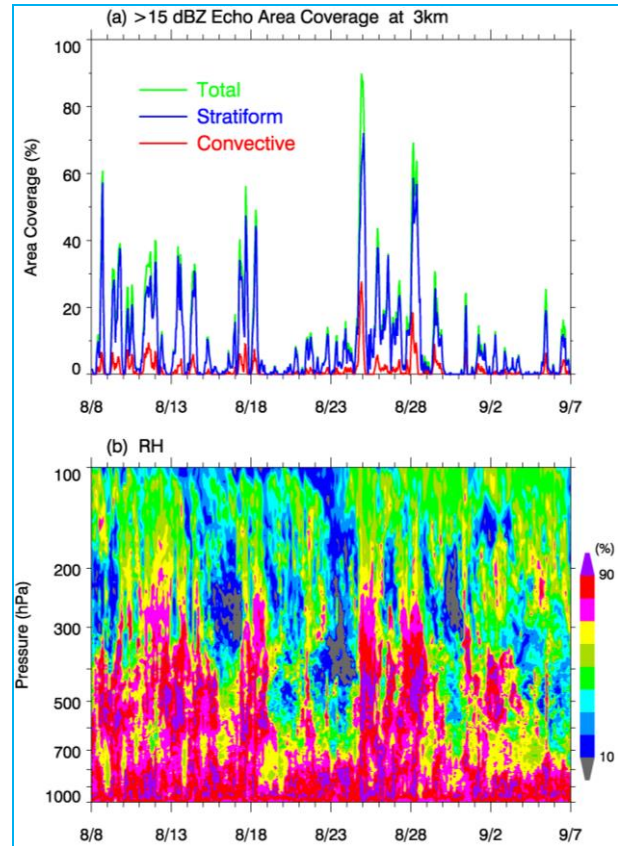 (a) >15 dBZ Echo Area Coverage at 3km
100
80
60
40
20
0
Area Coverage (%)
Total
Stratiform
Convective
8/8 8/13 8/18 8/23 8/28 9/2 9/7
(b) RH
100
200
300
500
700
1000
Pressure (hPa)
(%)
90
10
8/8 8/13 8/18 8/23 8/28 9/2 9/7